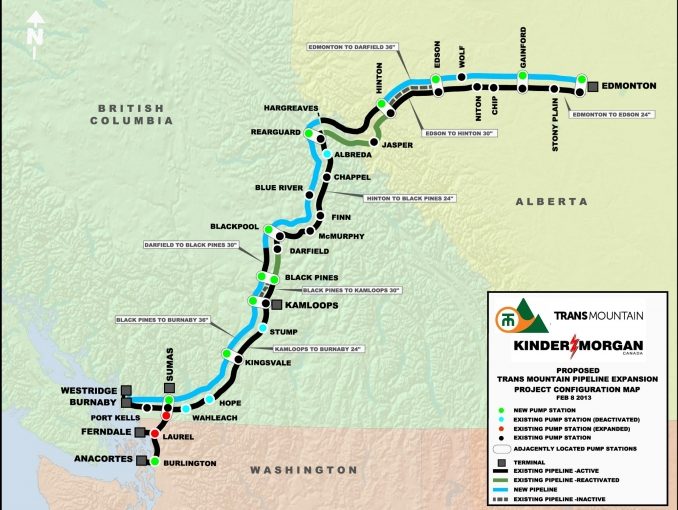 N
BRITISH
COLUMBIA
ALBERTA
WASHINGTON
EDMONTON TO DARFIELD 36"
EDSON
WOLF
GAINFORD
EDMONTON
HINTON
NITON
CHIP
STONY PLAIN
EDMONTON TO EDSON 24"
EDSON TO HINTON 30"
HARGREAVES
REARGUARD
JASPER
ALBREDA
CHAPPEL
BLUE RIVER
HINTON TO BLACK PINES 24"
FINN
BLACKPOOL
McMURPHY
DARFIELD TO BLACK PINES 30"
DARFIELD
BLACK PINES
BLACK PINES TO KAMLOOPS 30"
KAMLOOPS
BLACK PINES TO BURNABY 36"
STUMP
KAMLOOPS TO BURNABY 24"
KINGSVALE
SUMAS
WESTRIDGE
BURNABY
HOPE
PORT KELLS
WAHLEACH
FERNDALE
LAUREL
ANACORTES
BURLINGTON
TRANSMOUNTAIN
KINDER MORGAN
CANADA
PROPOSED
TRANS MOUNTAIN PIPELINE EXPANSION
PROJECT CONFIGURATION MAP
FEB 6 2013
NEW PUMP STATION
EXISTING PUMP STATION (DEACTIVATED)
EXISTING PUMP STATION (EXPANDED)
EXISTING PUMP STATION
ADJACENTLY LOCATED PUMP STATIONS
TERMINAL
EXISTING PIPELINE -ACTIVE
EXISTING PIPELINE -REACTIVATED
NEW PIPELINE
EXISTING PIPELINE -INACTIVE